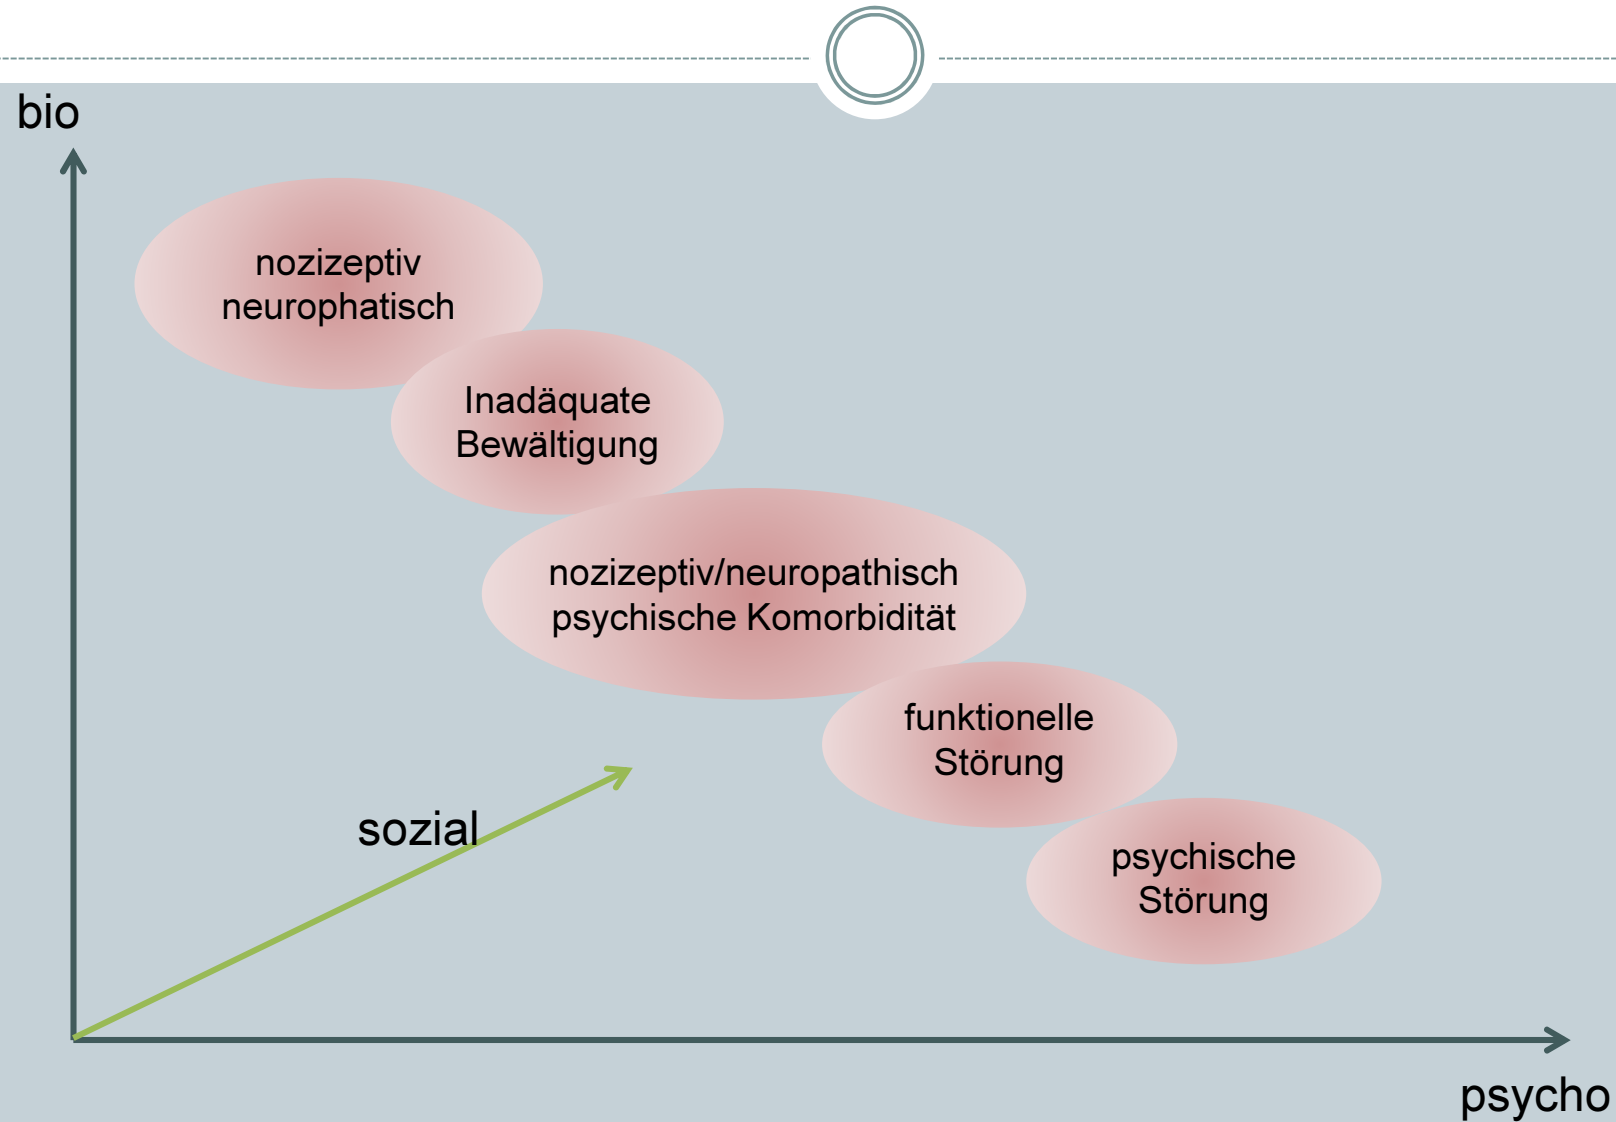 bio
nozizeptiv
neurophatisch
Inadäquate
Bewältigung
nozizeptiv/neuropathisch
psychische Komorbidität
funktionelle
Störung
sozial
psychische
Störung
psycho